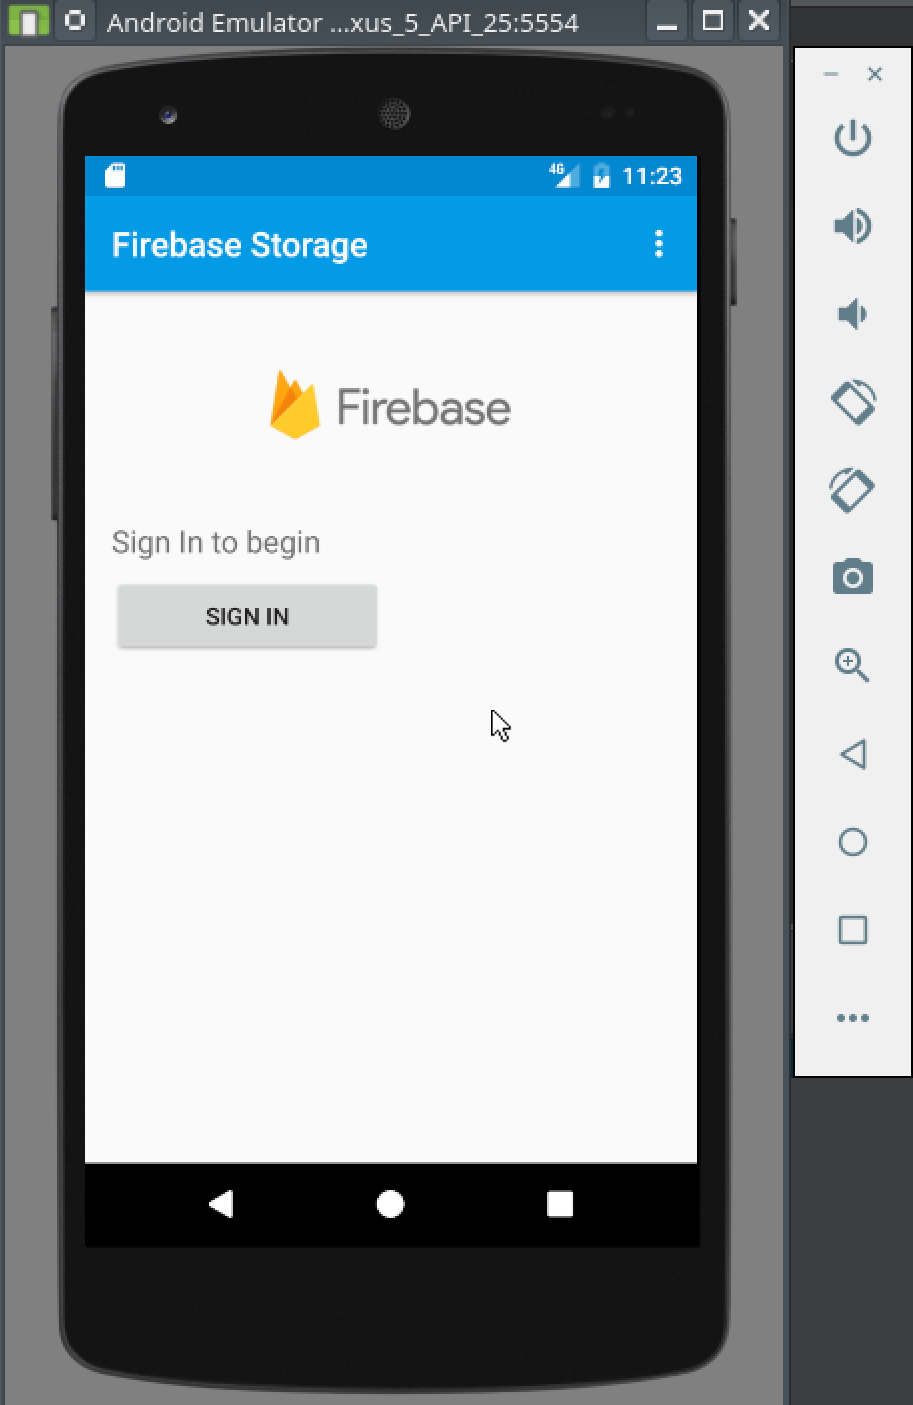 Android Emulator ...xus_5_API_25:5554
4G 11:23
Firebase Storage
Firebase
Sign In to begin
SIGN IN